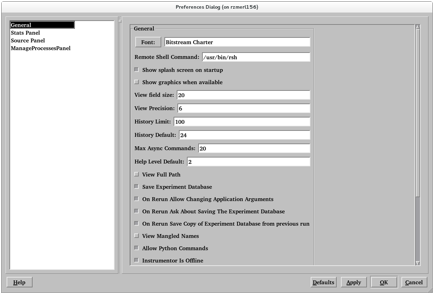 Preferences Dialog (on rzmerl156)
General
Stats Panel
Source Panel
ManageProcessesPanel
General
Font: Bitstream Charter
Remote Shell Command: /usr/bin/rsh
Show splash screen on startup
Show graphics when available
View field size: 20
View Precision: 6
History Limit: 100
History Default: 24
Max Async Commands: 20
Help Level Default: 2
View Full Path
Save Experiment Database
On Rerun Allow Changing Application Arguments
On Rerun Ask About Saving The Experiment Database
On Rerun Save Copy of Experiment Database from previous run
View Mangled Names
Allow Python Commands
Instrumentor Is Offline
Help Defaults Apply OK Cancel